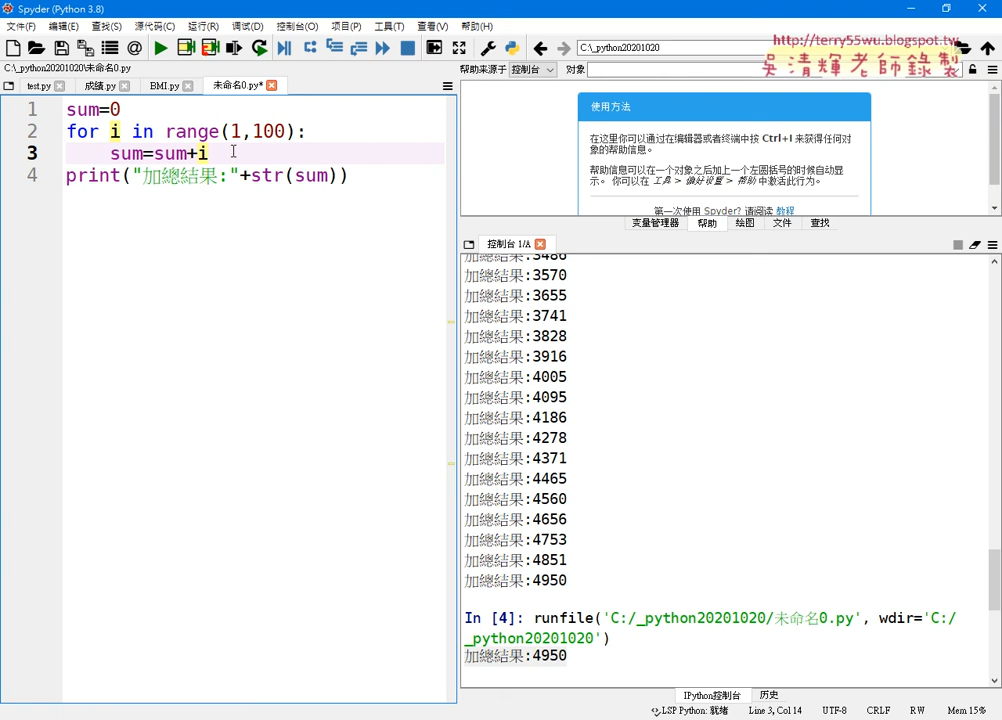 Spyder (Python 3.8)
文件(F) 编辑(E) 查找(S) 源代码(C) 运行(R) 调试(D) 控制台(O) 项目(P) 工具(T) 查看(V) 帮助(H)
C:\_python20201020
http://terry55wu.blogspot.tw
吳清輝老師錄製
C:\_python20201020\未命名0.py
帮助来源于 控制台 对象
test.py 成績.py BMI.py 未命名0.py*
1 sum=0
2 for i in range(1,100):
3 sum=sum+i
4 print("加總結果:"+str(sum))
使用方法
在这里你可以通过在编辑器或者终端中按 Ctrl+I 来获得任何对
象的帮助信息。
帮助信息可以在一个对象之后加上一个左圆括号的时候自动显
示。 你可以在 工具 > 偏好设置 > 帮助 中激活此行为。
第一次使用 Spyder? 请阅读 教程
变量管理器 帮助 绘图 文件 查找
控制台 1/A
加總結果:3486
加總結果:3570
加總結果:3655
加總結果:3741
加總結果:3828
加總結果:3916
加總結果:4005
加總結果:4095
加總結果:4186
加總結果:4278
加總結果:4371
加總結果:4465
加總結果:4560
加總結果:4656
加總結果:4753
加總結果:4851
加總結果:4950
In [4]: runfile('C:/_python20201020/未命名0.py', wdir='C:/
_python20201020')
加總結果:4950
IPython控制台 历史
LSP Python: 就绪 Line 3, Col 14 UTF-8 CRLF RW Mem 15%